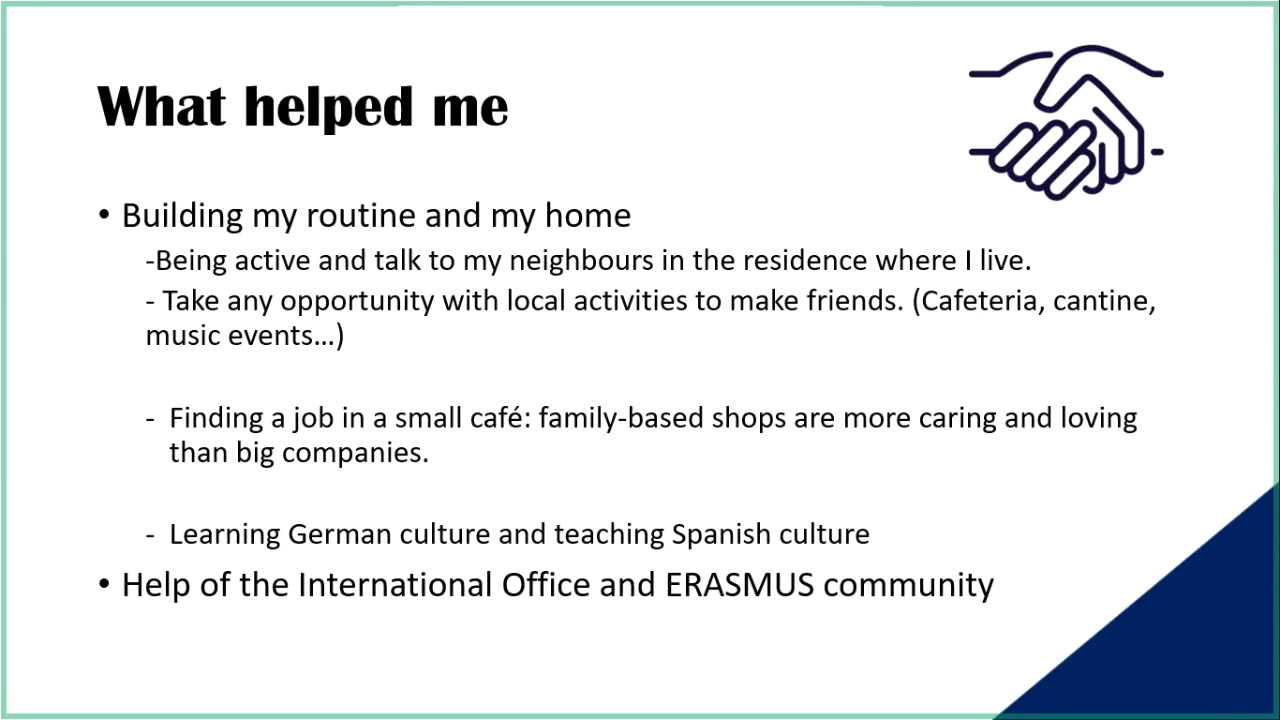 What helped me
• Building my routine and my home
-Being active and talk to my neighbours in the residence where I live.
- Take any opportunity with local activities to make friends. (Cafeteria, cantine,
music events…)
- Finding a job in a small café: family-based shops are more caring and loving
than big companies.
- Learning German culture and teaching Spanish culture
• Help of the International Office and ERASMUS community